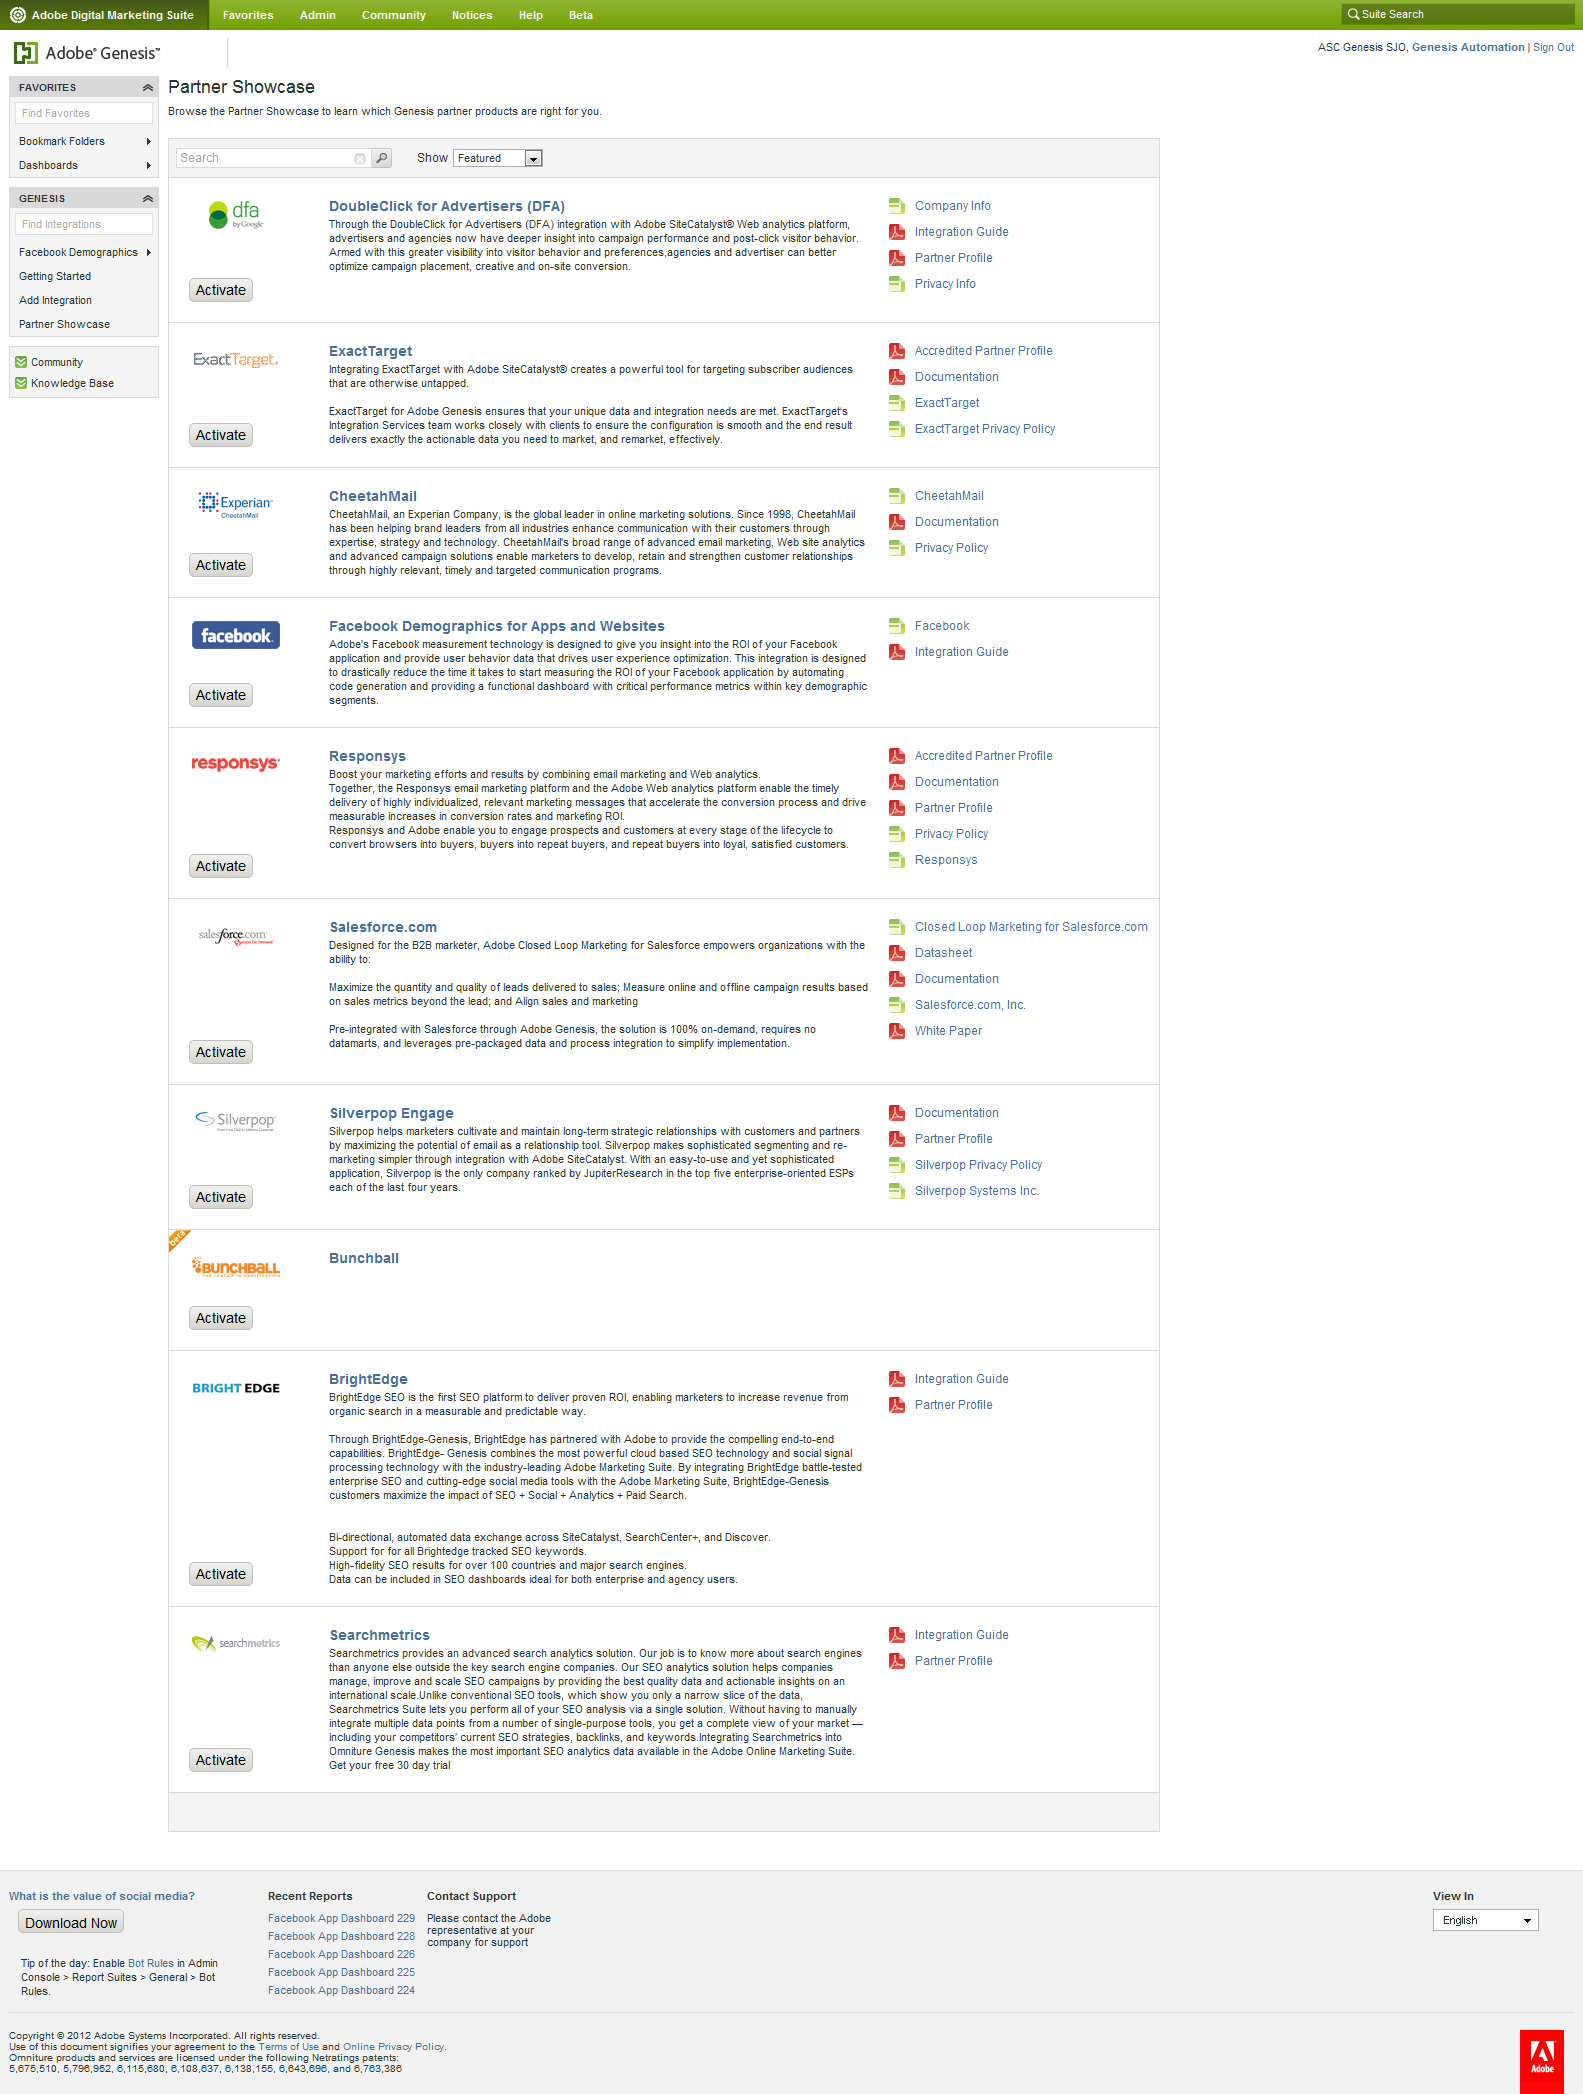 Adobe Digital Marketing Suite Favorites Admin Community Notices Help Beta Suite Search
Adobe® Genesis™
ASC Genesis SJO, Genesis Automation | Sign Out
FAVORITES
Find Favorites
Bookmark Folders
Dashboards
GENESIS
Find Integrations
Facebook Demographics
Getting Started
Add Integration
Partner Showcase
Community
Knowledge Base
Partner Showcase
Browse the Partner Showcase to learn which Genesis partner products are right for you.
Search Show Featured
dfa
by Google
Activate
DoubleClick for Advertisers (DFA)
Through the DoubleClick for Advertisers (DFA) integration with Adobe SiteCatalyst® Web analytics platform,
advertisers and agencies now have deeper insight into campaign performance and post-click visitor behavior.
Armed with this greater visibility into visitor behavior and preferences,agencies and advertiser can better
optimize campaign placement, creative and on-site conversion.
Company Info
Integration Guide
Partner Profile
Privacy Info
ExactTarget.
Activate
ExactTarget
Integrating ExactTarget with Adobe SiteCatalyst® creates a powerful tool for targeting subscriber audiences
that are otherwise untapped.
ExactTarget for Adobe Genesis ensures that your unique data and integration needs are met. ExactTarget's
Integration Services team works closely with clients to ensure the configuration is smooth and the end result
delivers exactly the actionable data you need to market, and remarket, effectively.
Accredited Partner Profile
Documentation
ExactTarget
ExactTarget Privacy Policy
Experian™
CheetahMail
Activate
CheetahMail
CheetahMail, an Experian Company, is the global leader in online marketing solutions. Since 1998, CheetahMail
has been helping brand leaders from all industries enhance communication with their customers through
expertise, strategy and technology. CheetahMail's broad range of advanced email marketing, Web site analytics
and advanced campaign solutions enable marketers to develop, retain and strengthen customer relationships
through highly relevant, timely and targeted communication programs.
CheetahMail
Documentation
Privacy Policy
facebook.
Activate
Facebook Demographics for Apps and Websites
Adobe's Facebook measurement technology is designed to give you insight into the ROI of your Facebook
application and provide user behavior data that drives user experience optimization. This integration is designed
to drastically reduce the time it takes to start measuring the ROI of your Facebook application by automating
code generation and providing a functional dashboard with critical performance metrics within key demographic
segments.
Facebook
Integration Guide
responsys
Activate
Responsys
Boost your marketing efforts and results by combining email marketing and Web analytics.
Together, the Responsys email marketing platform and the Adobe Web analytics platform enable the timely
delivery of highly individualized, relevant marketing messages that accelerate the conversion process and drive
measurable increases in conversion rates and marketing ROI.
Responsys and Adobe enable you to engage prospects and customers at every stage of the lifecycle to
convert browsers into buyers, buyers into repeat buyers, and repeat buyers into loyal, satisfied customers.
Accredited Partner Profile
Documentation
Partner Profile
Privacy Policy
Responsys
salesforce.com
Success On Demand
Activate
Salesforce.com
Designed for the B2B marketer, Adobe Closed Loop Marketing for Salesforce empowers organizations with the
ability to:
Maximize the quantity and quality of leads delivered to sales; Measure online and offline campaign results based
on sales metrics beyond the lead; and Align sales and marketing
Pre-integrated with Salesforce through Adobe Genesis, the solution is 100% on-demand, requires no
datamarts, and leverages pre-packaged data and process integration to simplify implementation.
Closed Loop Marketing for Salesforce.com
Datasheet
Documentation
Salesforce.com, Inc.
White Paper
Silverpop
Activate
Silverpop Engage
Silverpop helps marketers cultivate and maintain long-term strategic relationships with customers and partners
by maximizing the potential of email as a relationship tool. Silverpop makes sophisticated segmenting and re-
marketing simpler through integration with Adobe SiteCatalyst. With an easy-to-use and yet sophisticated
application, Silverpop is the only company ranked by JupiterResearch in the top five enterprise-oriented ESPs
each of the last four years.
Documentation
Partner Profile
Silverpop Privacy Policy
Silverpop Systems Inc.
beta
BUNCHBALL
THE LEADER IN GAMIFICATION
Activate
Bunchball
BRIGHT EDGE
Activate
BrightEdge
BrightEdge SEO is the first SEO platform to deliver proven ROI, enabling marketers to increase revenue from
organic search in a measurable and predictable way.
Through BrightEdge-Genesis, BrightEdge has partnered with Adobe to provide the compelling end-to-end
capabilities. BrightEdge- Genesis combines the most powerful cloud based SEO technology and social signal
processing technology with the industry-leading Adobe Marketing Suite. By integrating BrightEdge battle-tested
enterprise SEO and cutting-edge social media tools with the Adobe Marketing Suite, BrightEdge-Genesis
customers maximize the impact of SEO + Social + Analytics + Paid Search.
Bi-directional, automated data exchange across SiteCatalyst, SearchCenter+, and Discover.
Support for for all Brightedge tracked SEO keywords.
High-fidelity SEO results for over 100 countries and major search engines.
Data can be included in SEO dashboards ideal for both enterprise and agency users.
Integration Guide
Partner Profile
searchmetrics
Activate
Searchmetrics
Searchmetrics provides an advanced search analytics solution. Our job is to know more about search engines
than anyone else outside the key search engine companies. Our SEO analytics solution helps companies
manage, improve and scale SEO campaigns by providing the best quality data and actionable insights on an
international scale.Unlike conventional SEO tools, which show you only a narrow slice of the data,
Searchmetrics Suite lets you perform all of your SEO analysis via a single solution. Without having to manually
integrate multiple data points from a number of single-purpose tools, you get a complete view of your market —
including your competitors' current SEO strategies, backlinks, and keywords.Integrating Searchmetrics into
Omniture Genesis makes the most important SEO analytics data available in the Adobe Online Marketing Suite.
Get your free 30 day trial
Integration Guide
Partner Profile
What is the value of social media?
Download Now
Tip of the day: Enable Bot Rules in Admin
Console > Report Suites > General > Bot
Rules.
Recent Reports
Facebook App Dashboard 229
Facebook App Dashboard 228
Facebook App Dashboard 226
Facebook App Dashboard 225
Facebook App Dashboard 224
Contact Support
Please contact the Adobe
representative at your
company for support
View In
English
Copyright © 2012 Adobe Systems Incorporated. All rights reserved.
Use of this document signifies your agreement to the Terms of Use and Online Privacy Policy.
Omniture products and services are licensed under the following Netratings patents:
5,675,510, 5,796,952, 6,115,680, 6,108,637, 6,138,155, 6,643,696, and 6,763,386
Adobe